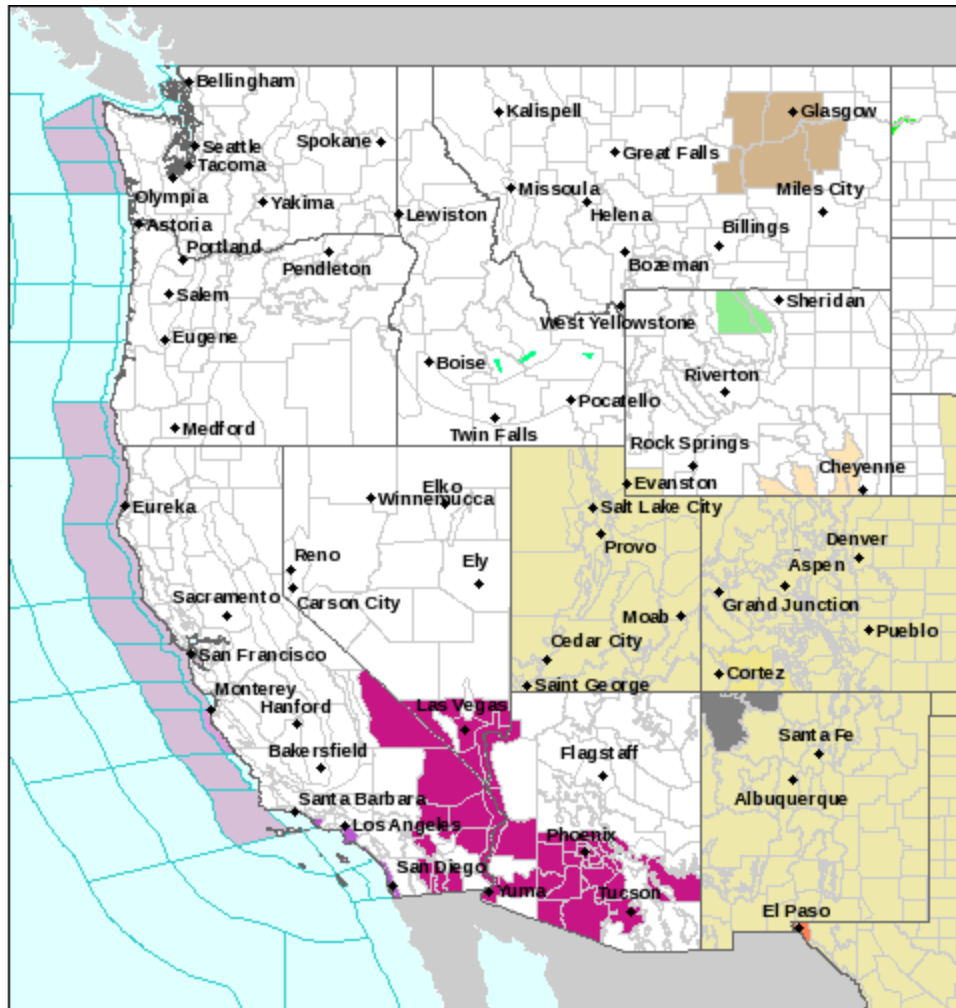 Bellingham
Kalispell
Glasgow
Seattle
Spokane
Great Falls
Tacoma
Missoula
Miles City
Olympia
Yakima
Helena
Lewiston
Astoria
Billings
Portland
Pendleton
Bozeman
Salem
Sheridan
West Yellowstone
Eugene
Boise
Riverton
Pocatello
Medford
Twin Falls
Rock Springs
Cheyenne
Elko
Evanston
Winnemucca
Eureka
Salt Lake City
Denver
Provo
Reno
Ely
Aspen
Sacramento
Carson City
Grand Junction
Moab
Pueblo
Cedar City
San Francisco
Cortez
Saint George
Monterey
Hanford
Las Vegas
Santa Fe
Bakersfield
Flagstaff
Santa Barbara
Albuquerque
Los Angeles
Phoenix
San Diego
Yuma
Tucson
El Paso